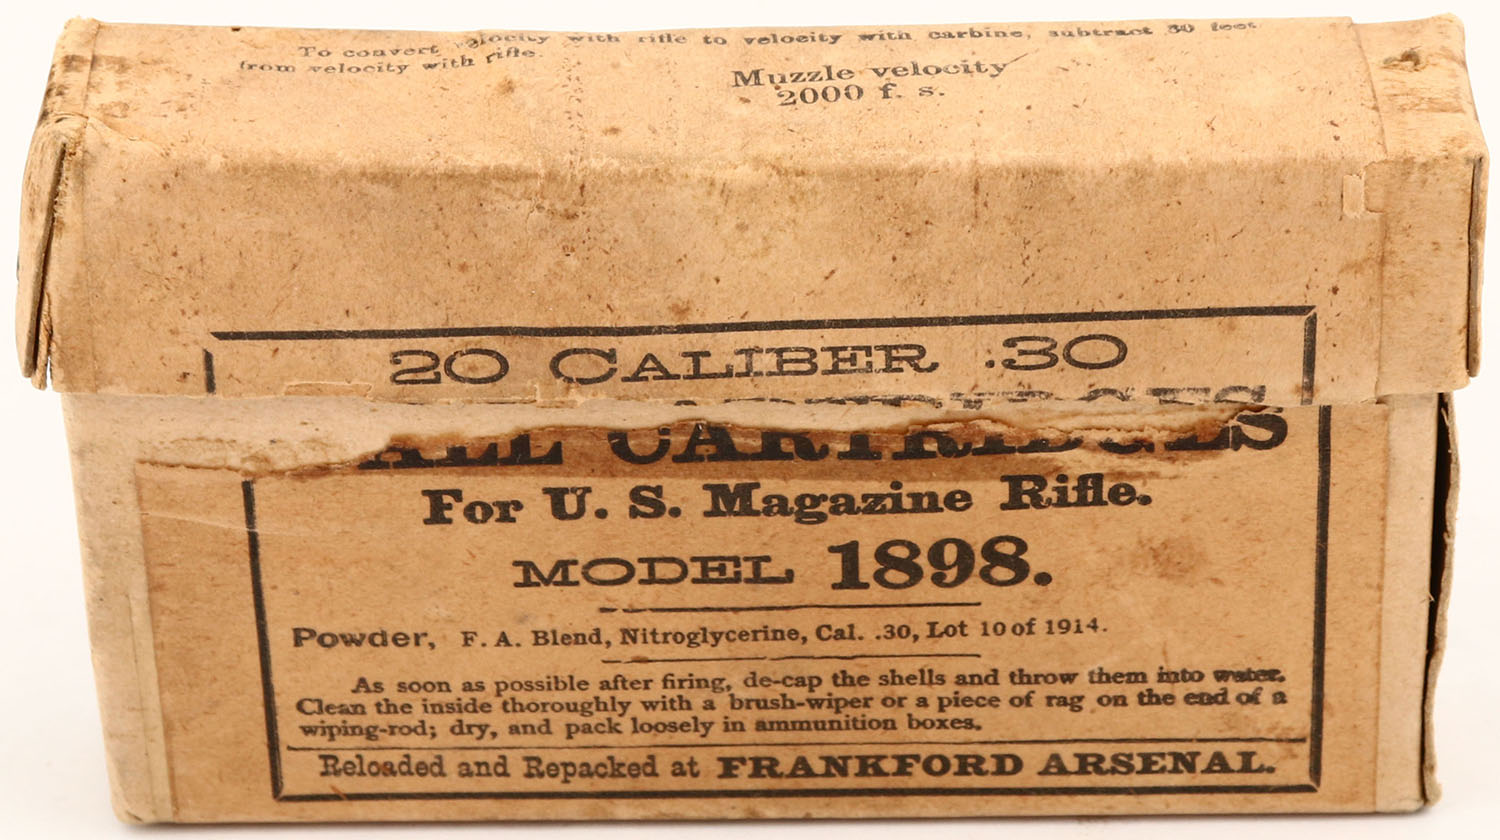 To convert velocity with rifle to velocity with carbine, subtract 30 feet
from velocity with rifle.
Muzzle velocity
2000 f. s.
20 CALIBER .30
BALL CARTRIDGES
For U. S. Magazine Rifle.
MODEL 1898.
Powder, F. A. Blend, Nitroglycerine, Cal. .30, Lot 10 of 1914.
As soon as possible after firing, de-cap the shells and throw them into water.
Clean the inside thoroughly with a brush-wiper or a piece of rag on the end of a
wiping-rod; dry, and pack loosely in ammunition boxes.
Reloaded and Repacked at FRANKFORD ARSENAL.